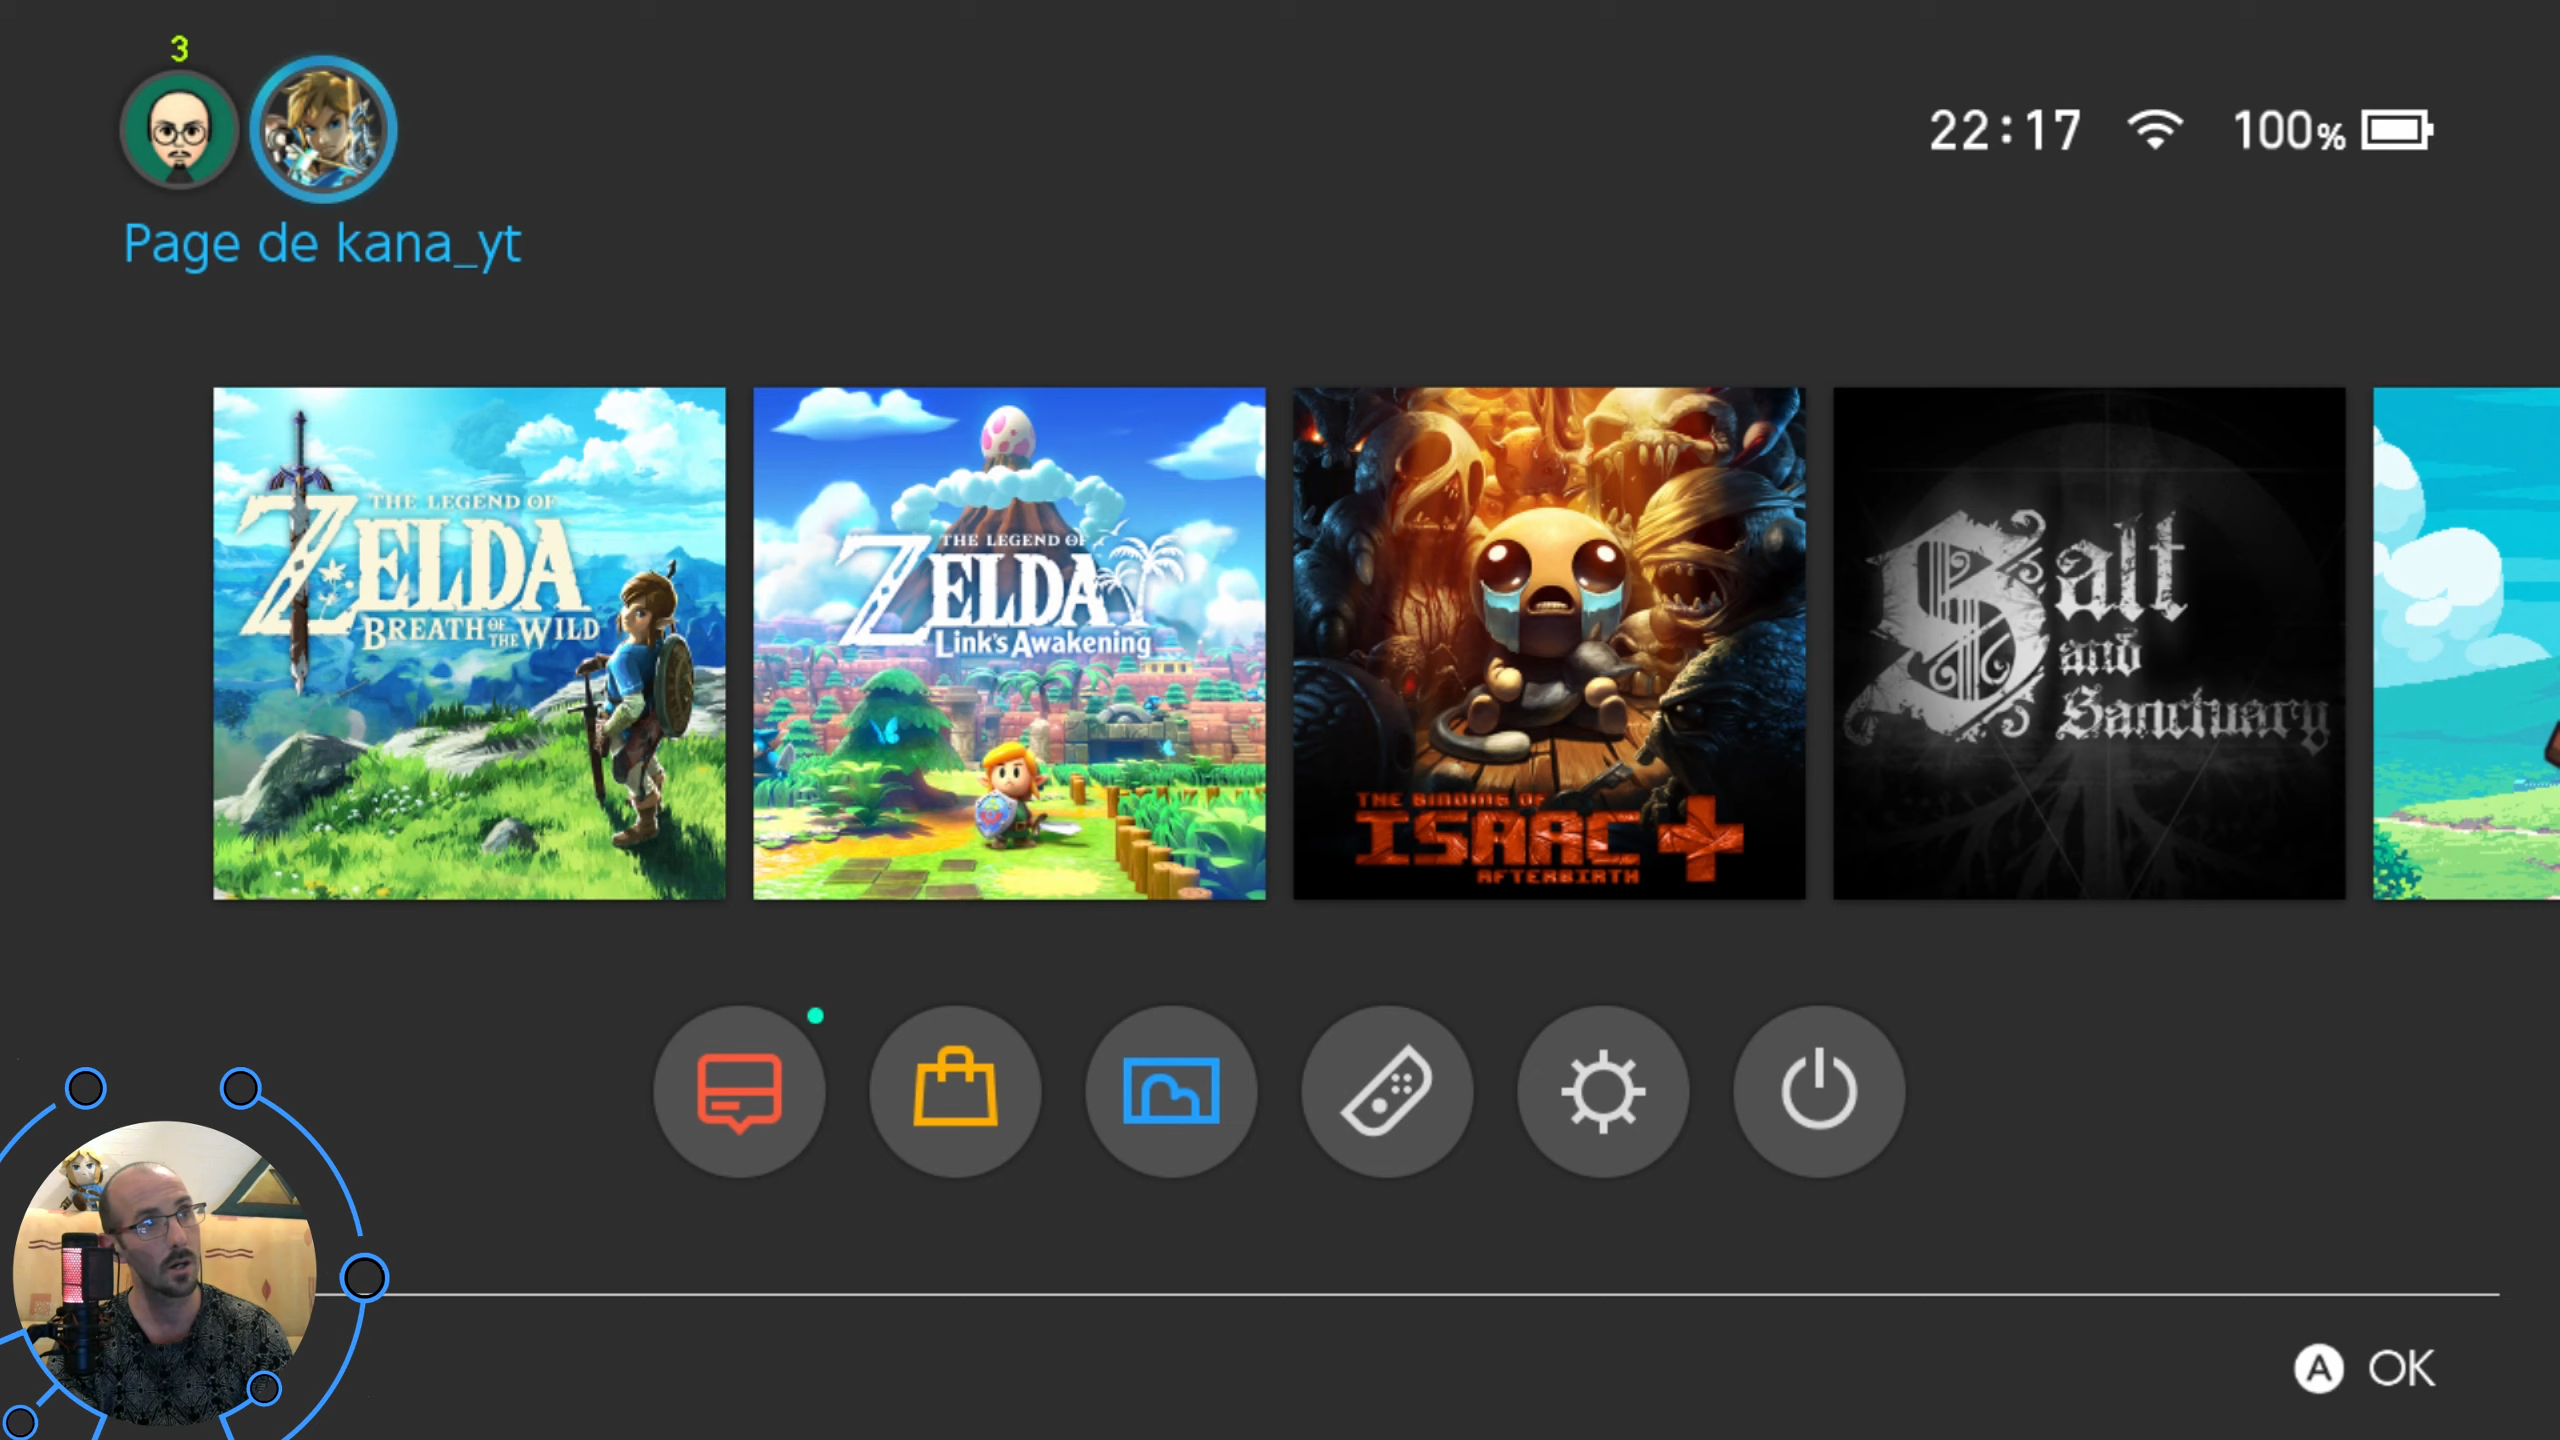 3
22:17
100%
Page de kana_yt
THE LEGEND OF
ZELDA
BREATH OF THE WILD
THE LEGEND OF
ZELDA
Link's Awakening
THE BINDING OF
ISAAC +
AFTERBIRTH
Salt
and
Sanctuary
A OK